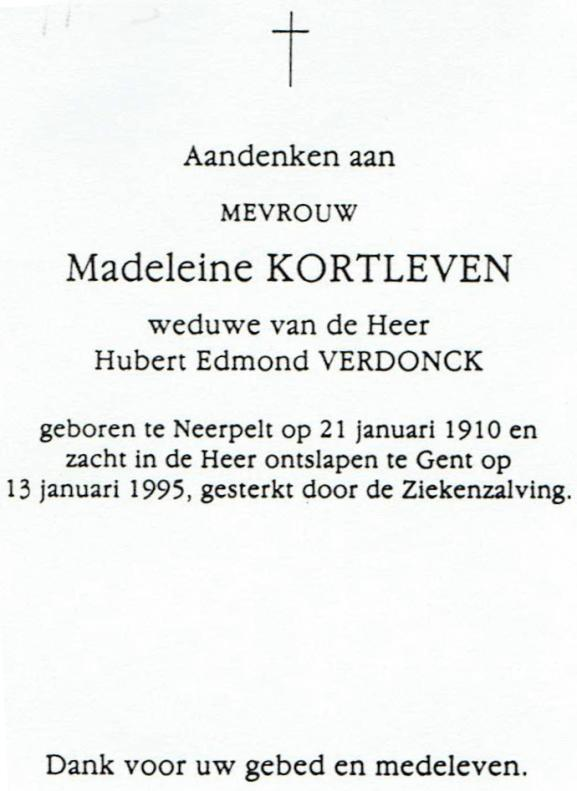 Aandenken aan
MEVROUW
Madeleine KORTLEVEN
weduwe van de Heer
Hubert Edmond VERDONCK
geboren te Neerpelt op 21 januari 1910 en
zacht in de Heer ontslapen te Gent op
13 januari 1995, gesterkt door de Ziekenzalving.
Dank voor uw gebed en medeleven.